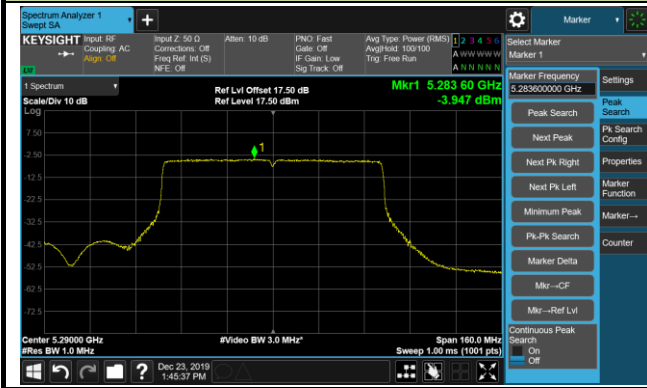 Spectrum Analyzer 1
Swept SA
Marker
KEYSIGHT
Input: RF
Coupling: AC
Align: Off
Input Z: 50 Ω
Corrections: Off
Freq Ref: Int (S)
NFE: Off
Atten: 10 dB
PNO: Fast
Gate: Off
IF Gain: Low
Sig Track: Off
Avg Type: Power (RMS)
Avg|Hold: 100/100
Trig: Free Run
1 2 3 4 5 6
A W W W W W
A N N N N N
Select Marker
Marker 1
1 Spectrum
Scale/Div 10 dB
Log
Ref Lvl Offset 17.50 dB
Ref Level 17.50 dBm
Mkr1 5.283 60 GHz
-3.947 dBm
7.50
-2.50
-12.5
-22.5
-32.5
-42.5
-52.5
-62.5
-72.5
1
Center 5.29000 GHz
#Res BW 1.0 MHz
#Video BW 3.0 MHz*
Span 160.0 MHz
Sweep 1.00 ms (1001 pts)
Marker Frequency
5.283600000 GHz
Peak Search
Next Peak
Next Pk Right
Next Pk Left
Minimum Peak
Pk-Pk Search
Marker Delta
Mkr→CF
Mkr→Ref Lvl
Continuous Peak
Search
On
Off
Settings
Peak
Search
Pk Search
Config
Properties
Marker
Function
Marker→
Counter
Dec 23, 2019
1:45:37 PM